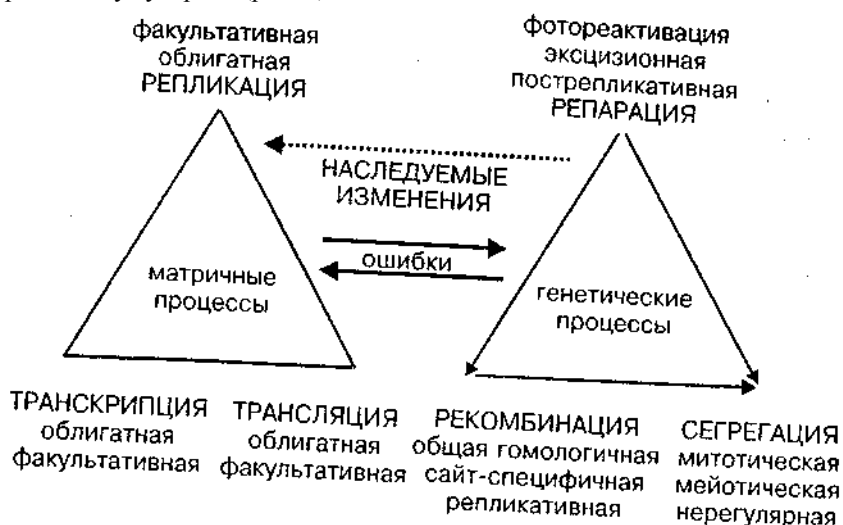 факультативная
облигатная
РЕПЛИКАЦИЯ
фотореактивация
эксцизионная
пострепликативная
РЕПАРАЦИЯ
НАСЛЕДУЕМЫЕ
ИЗМЕНЕНИЯ
ошибки
матричные
процессы
генетические
процессы
ТРАНСКРИПЦИЯ
облигатная
факультативная
ТРАНСЛЯЦИЯ
облигатная
факультативная
РЕКОМБИНАЦИЯ
общая гомологичная
сайт-специфичная
репликативная
СЕГРЕГАЦИЯ
митотическая
мейотическая
нерегулярная